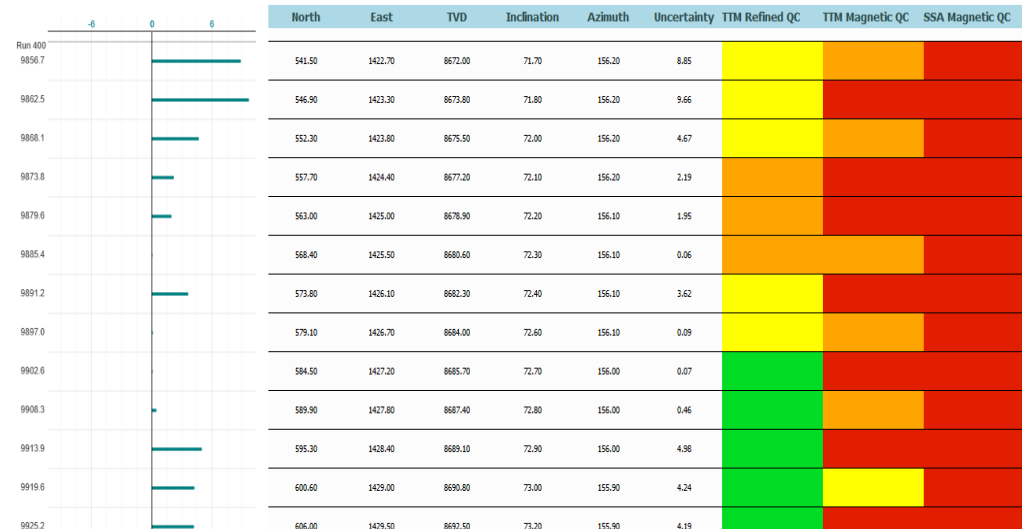 North East TVD Inclination Azimuth Uncertainty TTM Refined QC TTM Magnetic QC SSA Magnetic QC
-6 0 6
Run 400
9856.7 541.50 1422.70 8672.00 71.70 156.20 8.85
9862.5 546.90 1423.30 8673.80 71.80 156.20 9.66
9868.1 552.30 1423.80 8675.50 72.00 156.20 4.67
9873.8 557.70 1424.40 8677.20 72.10 156.20 2.19
9879.6 563.00 1425.00 8678.90 72.20 156.10 1.95
9885.4 568.40 1425.50 8680.60 72.30 156.10 0.06
9891.2 573.80 1426.10 8682.30 72.40 156.10 3.62
9897.0 579.10 1426.70 8684.00 72.60 156.10 0.09
9902.6 584.50 1427.20 8685.70 72.70 156.00 0.07
9908.3 589.90 1427.80 8687.40 72.80 156.00 0.46
9913.9 595.30 1428.40 8689.10 72.90 156.00 4.98
9919.6 600.60 1429.00 8690.80 73.00 155.90 4.24
9925.2 606.00 1429.50 8692.50 73.20 155.90 4.19